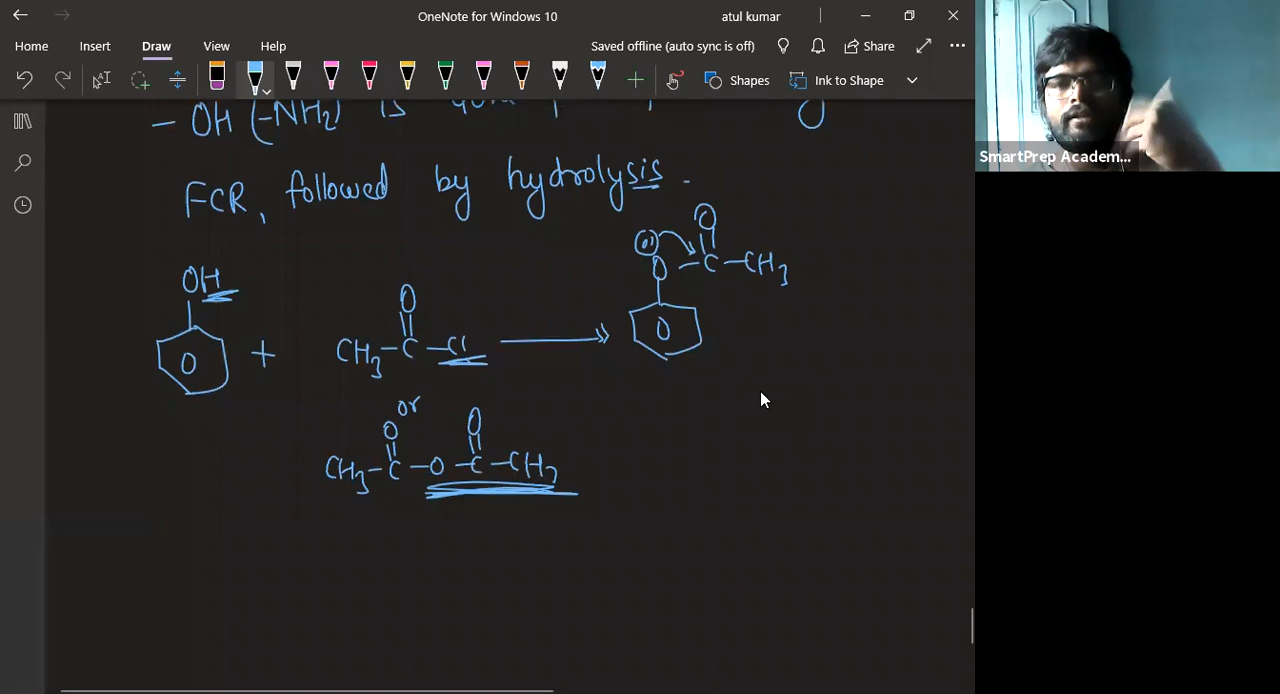 OneNote for Windows 10
atul kumar
Home Insert Draw View Help
Saved offline (auto sync is off)
Share
Shapes
Ink to Shape
SmartPrep Academ...
- OH (-NH2) is
FCR, followed by hydrolysis.
O
O - C - CH3
OH
O
O
O
CH3 - C - Cl
O
+
or
O O
CH3 - C - O - C - CH3